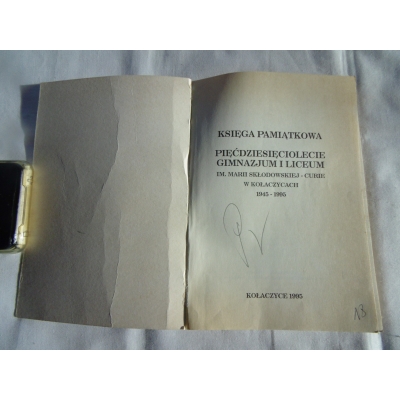 KSIĘGA PAMIĄTKOWA
PIĘĆDZIESIĘCIOLECIE
GIMNAZJUM I LICEUM
IM. MARII SKŁODOWSKIEJ - CURIE
W KOŁACZYCACH
1945 - 1995
KOŁACZYCE 1995
13